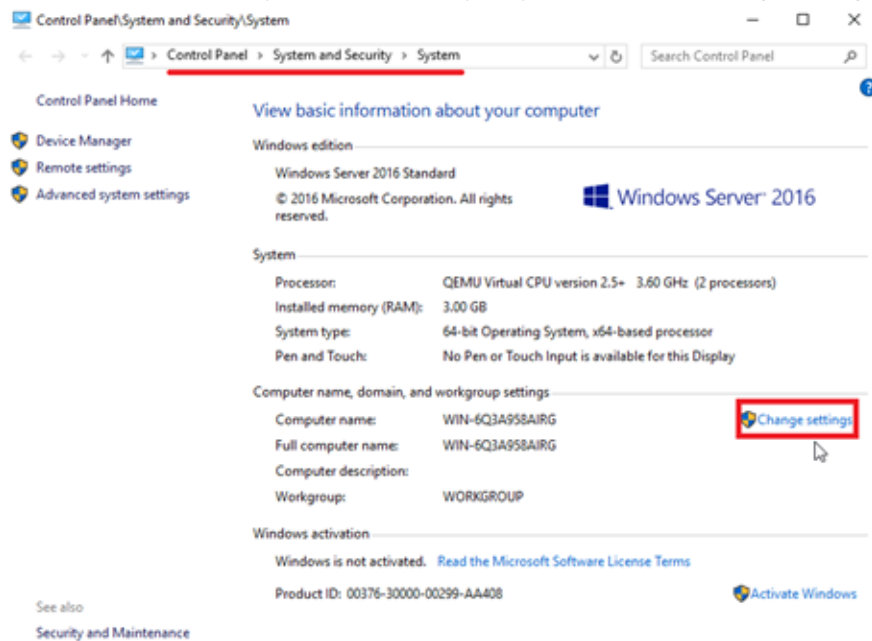 Control Panel\System and Security\System
Control Panel > System and Security > System
Search Control Panel
Control Panel Home
Device Manager
Remote settings
Advanced system settings
View basic information about your computer
Windows edition
Windows Server 2016 Standard
© 2016 Microsoft Corporation. All rights
reserved.
Windows Server 2016
System
Processor: QEMU Virtual CPU version 2.5+ 3.60 GHz (2 processors)
Installed memory (RAM): 3.00 GB
System type: 64-bit Operating System, x64-based processor
Pen and Touch: No Pen or Touch Input is available for this Display
Computer name, domain, and workgroup settings
Computer name: WIN-6Q3A958AIRG
Change settings
Full computer name: WIN-6Q3A958AIRG
Computer description:
Workgroup: WORKGROUP
Windows activation
Windows is not activated. Read the Microsoft Software License Terms
Product ID: 00376-30000-00299-AA408
Activate Windows
See also
Security and Maintenance